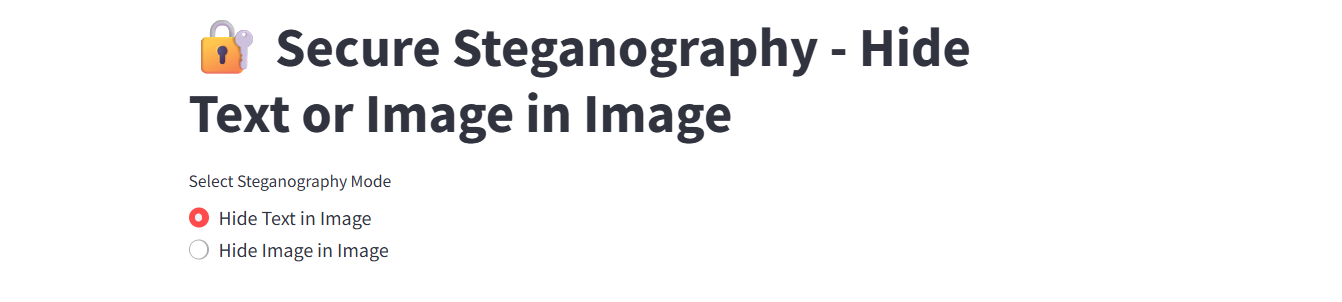 🔐 Secure Steganography - Hide
Text or Image in Image
Select Steganography Mode
Hide Text in Image
Hide Image in Image